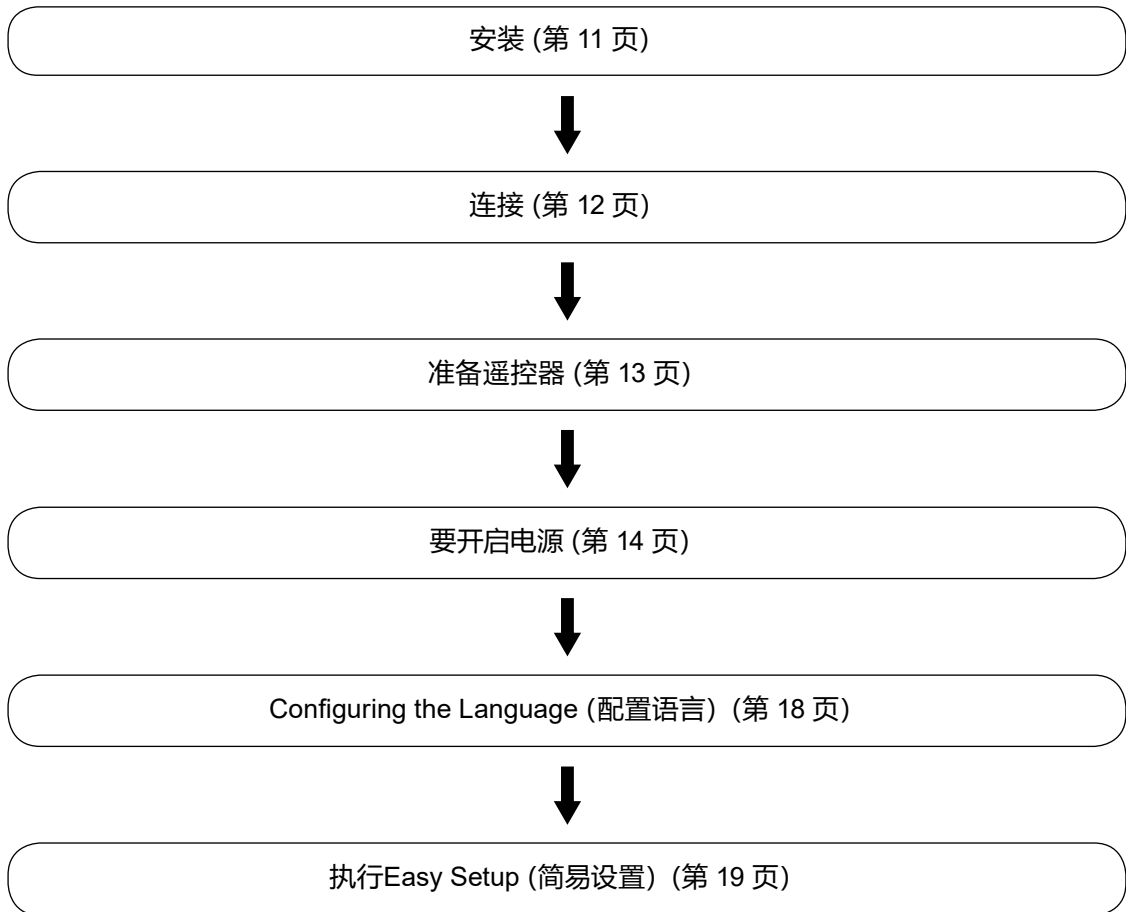 安装 (第 11 页)
连接 (第 12 页)
准备遥控器 (第 13 页)
要开启电源 (第 14 页)
Configuring the Language (配置语言) (第 18 页)
执行Easy Setup (简易设置) (第 19 页)